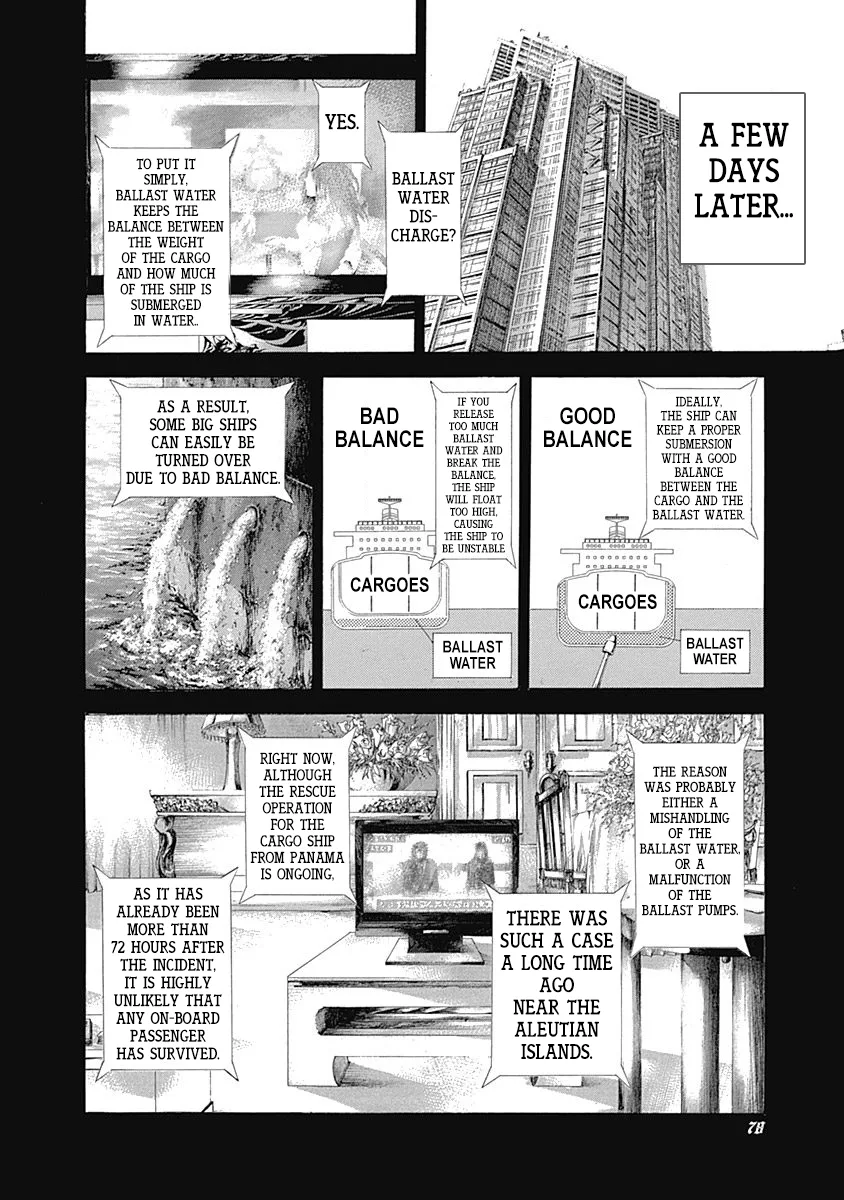 A FEW
DAYS
LATER...
BALLAST
WATER
DIS-
CHARGE?
YES.
TO PUT IT
SIMPLY,
BALLAST WATER
KEEPS THE
BALANCE BETWEEN
THE WEIGHT
OF THE CARGO
AND HOW MUCH
OF THE SHIP IS
SUBMERGED
IN WATER..
IDEALLY,
THE SHIP CAN
KEEP A PROPER
SUBMERSION
WITH A GOOD
BALANCE
BETWEEN THE
CARGO AND THE
BALLAST WATER
GOOD
BALANCE
CARGOES
BALLAST
WATER
IF YOU
RELEASE
TOO MUCH
BALLAST
WATER AND
BREAK THE
BALANCE,
THE SHIP
WILL FLOAT
TOO HIGH,
CAUSING
THE SHIP TO
BE UNSTABLE
BAD
BALANCE
CARGOES
BALLAST
WATER
AS A RESULT,
SOME BIG SHIPS
CAN EASILY BE
TURNED OVER
DUE TO BAD BALANCE.
THE REASON
WAS PROBABLY
EITHER A
MISHANDLING
OF THE
BALLAST WATER,
OR A
MALFUNCTION
OF THE
BALLAST PUMPS.
THERE WAS
SUCH A CASE
A LONG TIME
AGO
NEAR THE
ALEUTIAN
ISLANDS.
RIGHT NOW,
ALTHOUGH
THE RESCUE
OPERATION
FOR THE
CARGO SHIP
FROM PANAMA
IS ONGOING,
AS IT HAS
ALREADY BEEN
MORE THAN
72 HOURS AFTER
THE INCIDENT,
IT IS HIGHLY
UNLIKELY THAT
ANY ON-BOARD
PASSENGER
HAS SURVIVED.